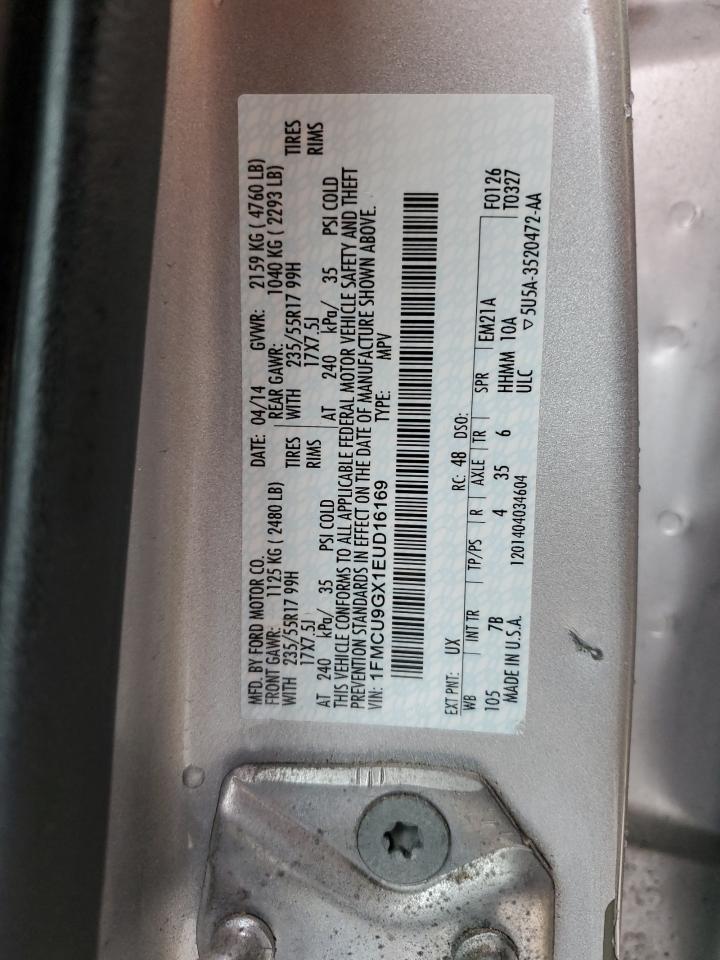 MFD. BY FORD MOTOR CO. DATE: 04/14 GVWR: 2159 KG ( 4760 LB)
FRONT GAWR: 1125 KG ( 2480 LB) REAR GAWR: 1040 KG ( 2293 LB)
WITH 235/55R17 99H TIRES WITH 235/55R17 99H TIRES
17X7.5J RIMS 17X7.5J RIMS
AT 240 kPa/ 35 PSI COLD AT 240 kPa/ 35 PSI COLD
THIS VEHICLE CONFORMS TO ALL APPLICABLE FEDERAL MOTOR VEHICLE SAFETY AND THEFT
PREVENTION STANDARDS IN EFFECT ON THE DATE OF MANUFACTURE SHOWN ABOVE.
VIN: 1FMCU9GX1EUD16169 TYPE: MPV
EXT PNT: UX RC: 48 DSO: F0126
WB INT TR TP/PS R AXLE TR SPR EM21A T0327
105 7B 4 35 6 HHMM 10A
MADE IN U.S.A. 1201404034604 ULC ▽5U5A-3520472-AA